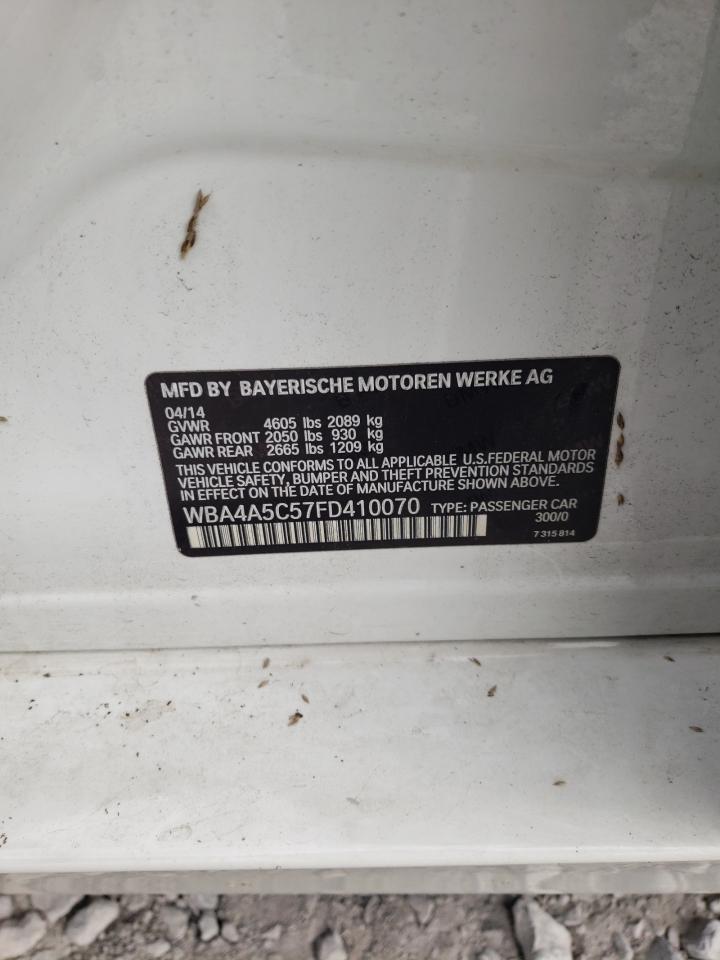 MFD BY BAYERISCHE MOTOREN WERKE AG
04/14
GVWR 4605 lbs 2089 kg
GAWR FRONT 2050 lbs 930 kg
GAWR REAR 2665 lbs 1209 kg
THIS VEHICLE CONFORMS TO ALL APPLICABLE U.S.FEDERAL MOTOR
VEHICLE SAFETY, BUMPER AND THEFT PREVENTION STANDARDS
IN EFFECT ON THE DATE OF MANUFACTURE SHOWN ABOVE.
WBA4A5C57FD410070 TYPE: PASSENGER CAR
300/0
7 315 814